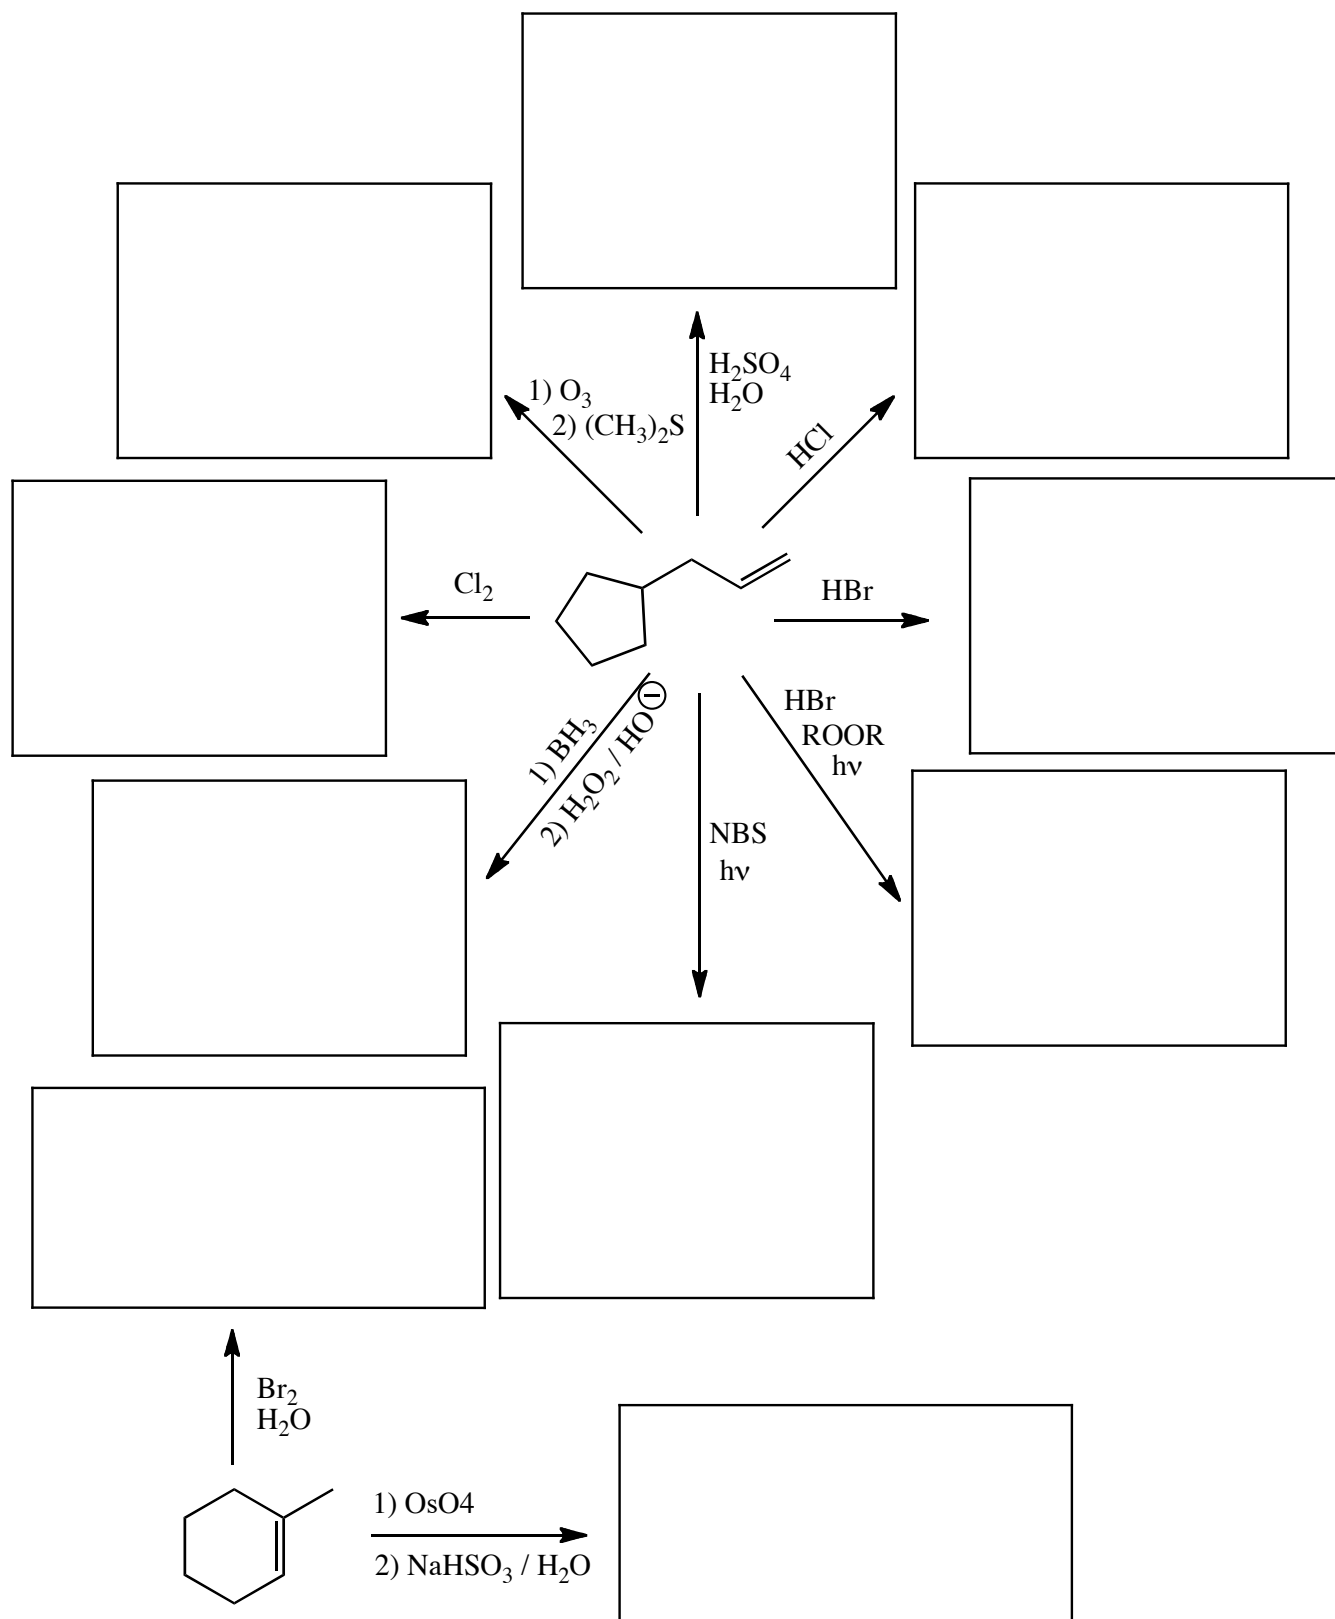 H₂SO₄
H₂O
1) O₃
2) (CH₃)₂S
HCl
Cl₂
HBr
HBr
ROOR
hν
1) BH₃
2) H₂O₂ / HO⊖
NBS
hν
Br₂
H₂O
1) OsO4
2) NaHSO₃ / H₂O